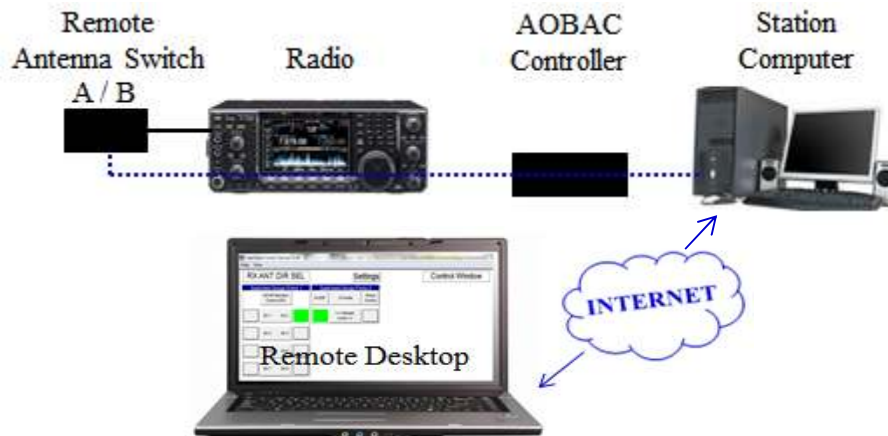 Remote
Antenna Switch
A / B
Radio
AOBAC
Controller
Station
Computer
RX ANT DIR SEL
Settings
Control Window
Remote Desktop
INTERNET